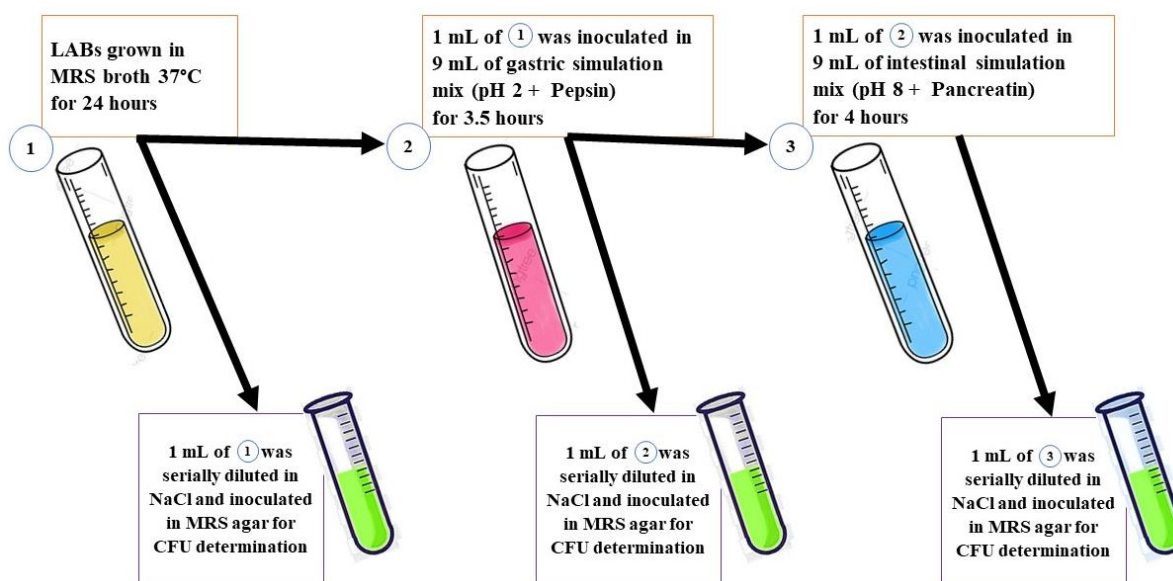 LABs grown in
MRS broth 37°C
for 24 hours
1
1 mL of 1 was inoculated in
9 mL of gastric simulation
mix (pH 2 + Pepsin)
for 3.5 hours
2
1 mL of 2 was inoculated in
9 mL of intestinal simulation
mix (pH 8 + Pancreatin)
for 4 hours
3
1 mL of 1 was
serially diluted in
NaCl and inoculated
in MRS agar for
CFU determination
1 mL of 2 was
serially diluted in
NaCl and inoculated
in MRS agar for
CFU determination
1 mL of 3 was
serially diluted in
NaCl and inoculated
in MRS agar for
CFU determination